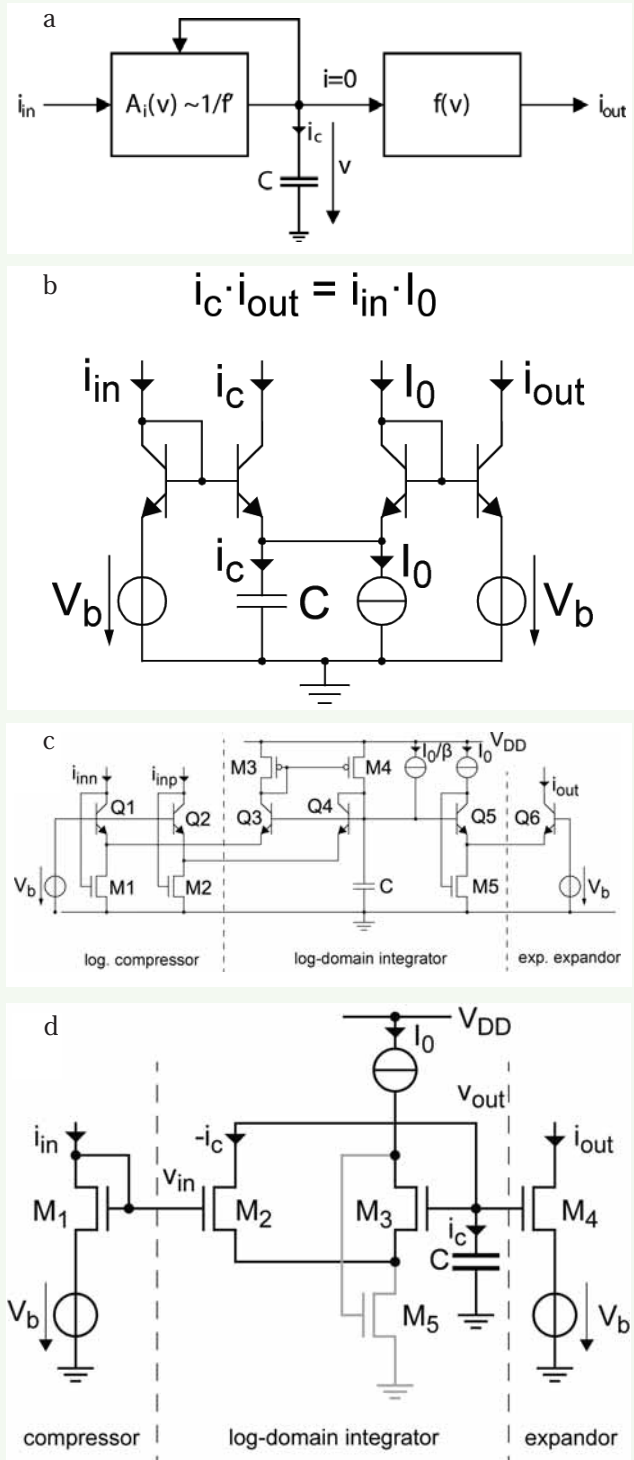 a
i_in A_i(v) ~1/f' i=0 f(v) i_out
i_c
C v
b
i_c·i_out = i_in·I_0
i_in i_c I_0 i_out
V_b i_c C I_0 V_b
c
V_DD
I_0/β I_0
i_inn i_inp M3 M4 i_out
Q1 Q2 Q3 Q4 Q5 Q6
V_b M1 M2 C M5 V_b
log. compressor log-domain integrator exp. expandor
d
V_DD
I_0
v_out
i_in -i_c i_out
v_in
M_1 M_2 M_3 M_4
i_c
C
V_b M_5 V_b
compressor log-domain integrator expandor